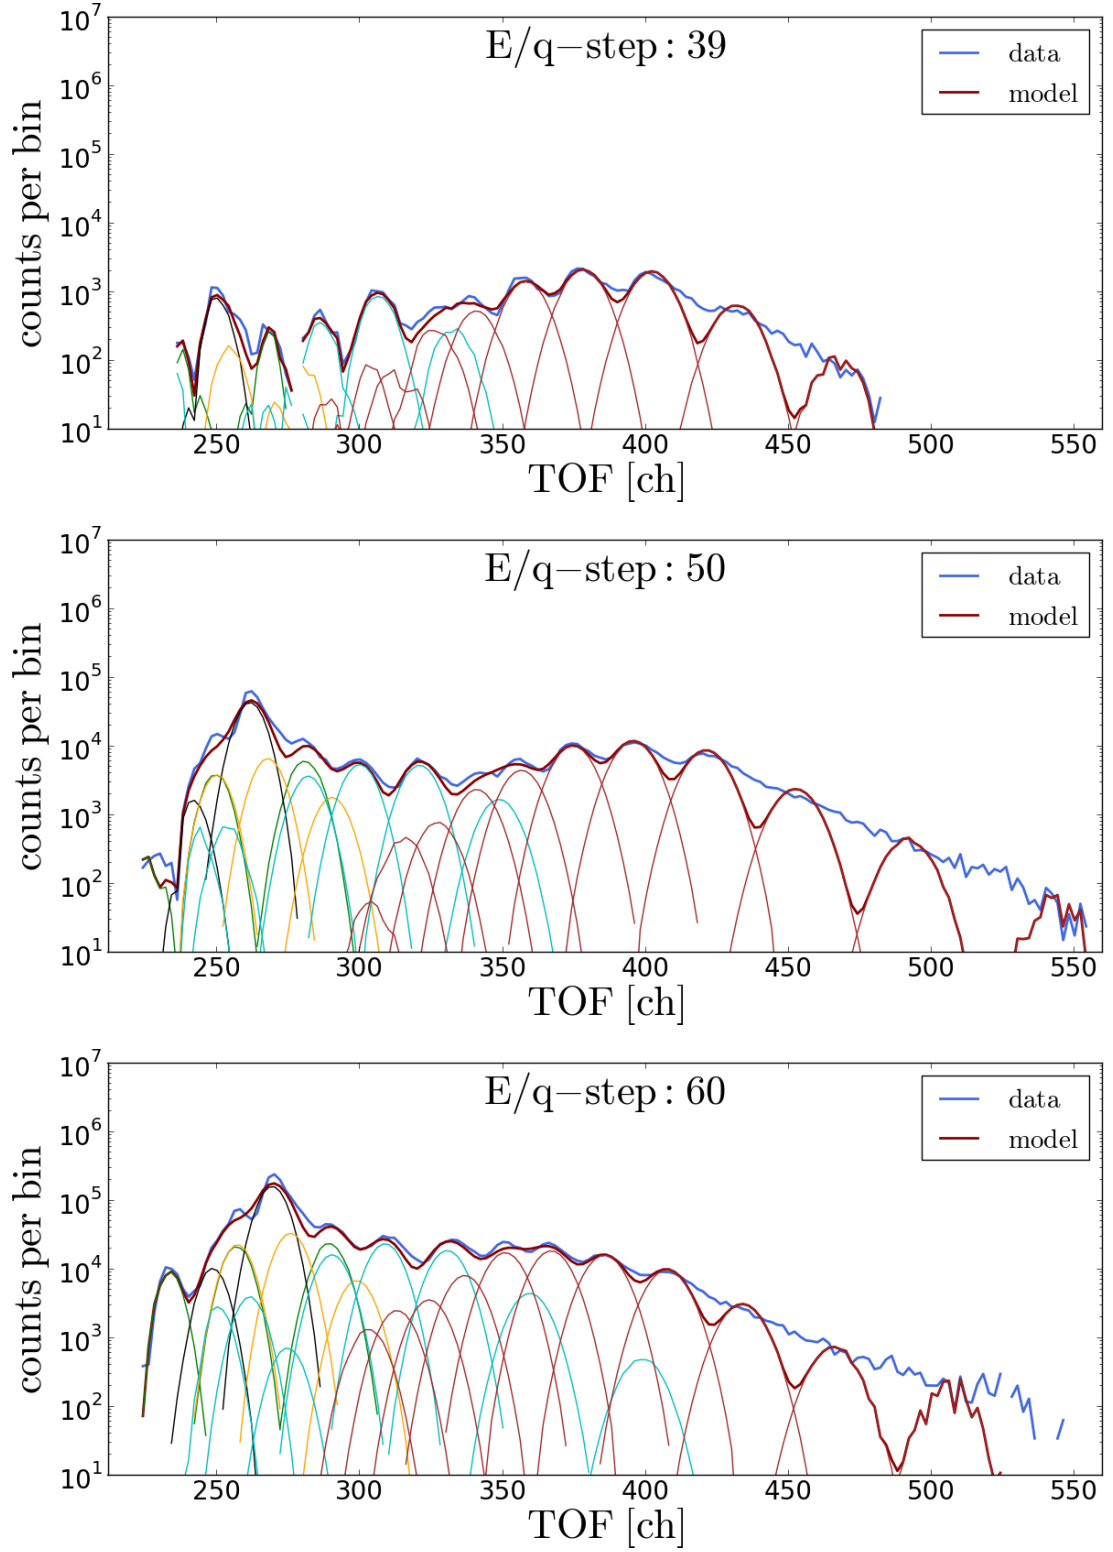 E/q−step: 39
data
model
counts per bin
10^7
10^6
10^5
10^4
10^3
10^2
10^1
250 300 350 400 450 500 550
TOF [ch]
E/q−step: 50
data
model
counts per bin
10^7
10^6
10^5
10^4
10^3
10^2
10^1
250 300 350 400 450 500 550
TOF [ch]
E/q−step: 60
data
model
counts per bin
10^7
10^6
10^5
10^4
10^3
10^2
10^1
250 300 350 400 450 500 550
TOF [ch]